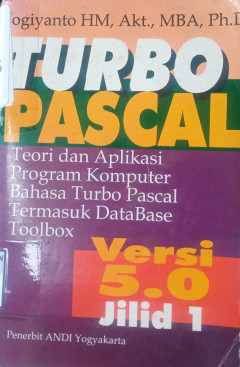 ogiyanto HM, Akt., MBA, Ph.D
TURBO
PASCAL
Teori dan Aplikasi
Program Komputer
Bahasa Turbo Pascal
Termasuk DataBase
Toolbox
Versi
5.0
Jilid 1
Penerbit ANDI Yogyakarta